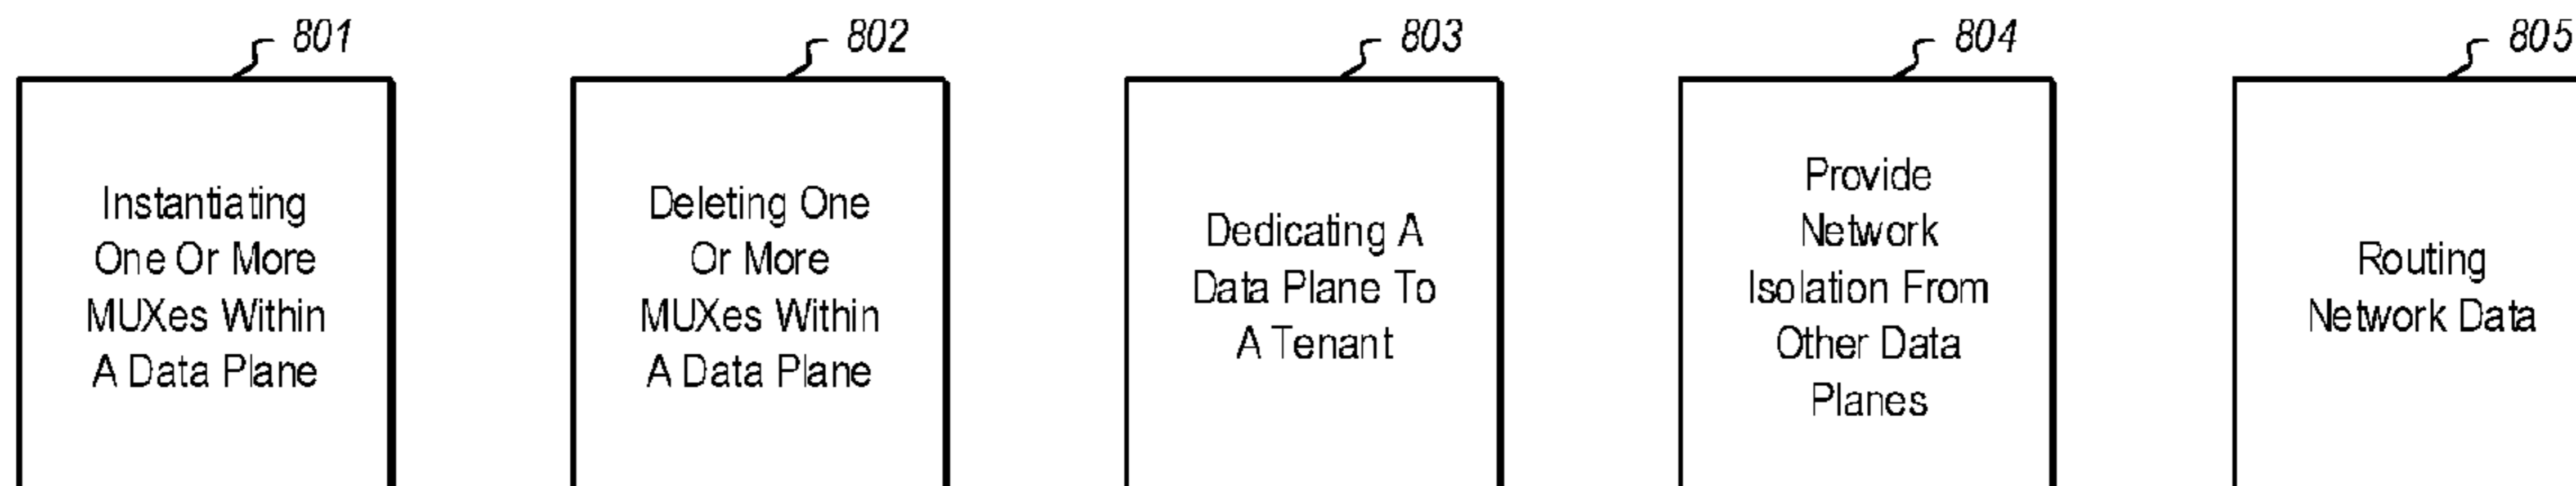 801
Instantiating
One Or More
MUXes Within
A Data Plane
802
Deleting One
Or More
MUXes Within
A Data Plane
803
Dedicating A
Data Plane To
A Tenant
804
Provide
Network
Isolation From
Other Data
Planes
805
Routing
Network Data